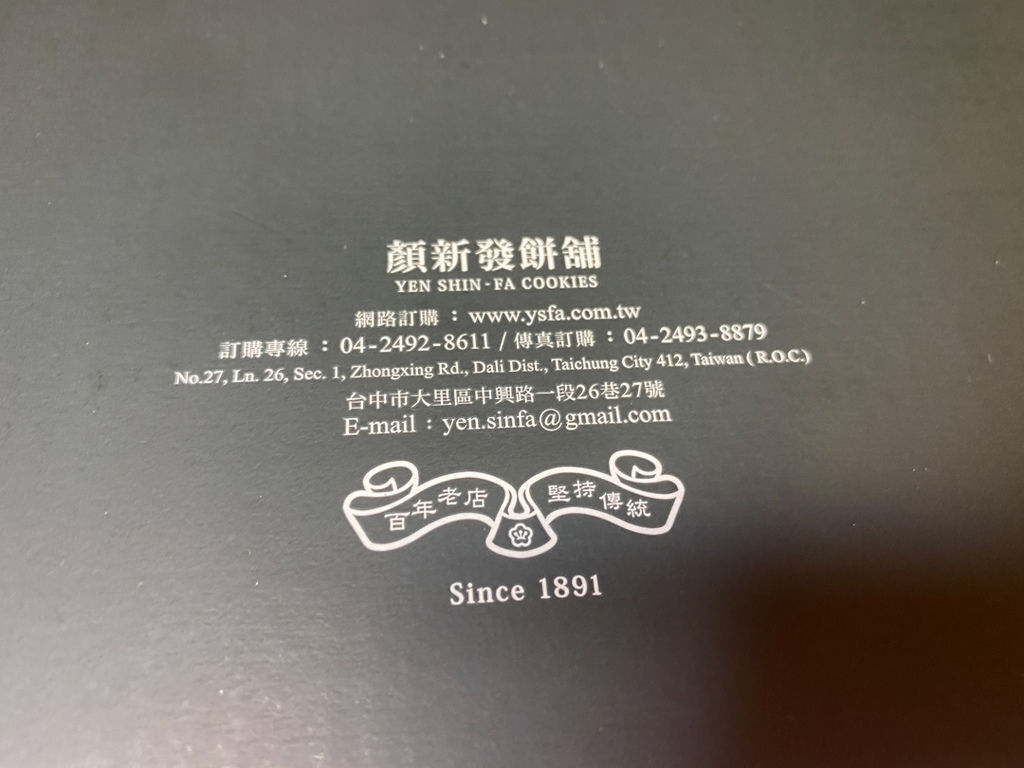 顏新發餅舖
YEN SHIN-FA COOKIES
網路訂購：www.ysfa.com.tw
訂購專線：04-2492-8611 / 傳真訂購：04-2493-8879
No.27, Ln. 26, Sec. 1, Zhongxing Rd., Dali Dist., Taichung City 412, Taiwan ( R.O.C.)
台中市大里區中興路一段26巷27號
E-mail：yen.sinfa@gmail.com
百年老店 堅持傳統
Since 1891